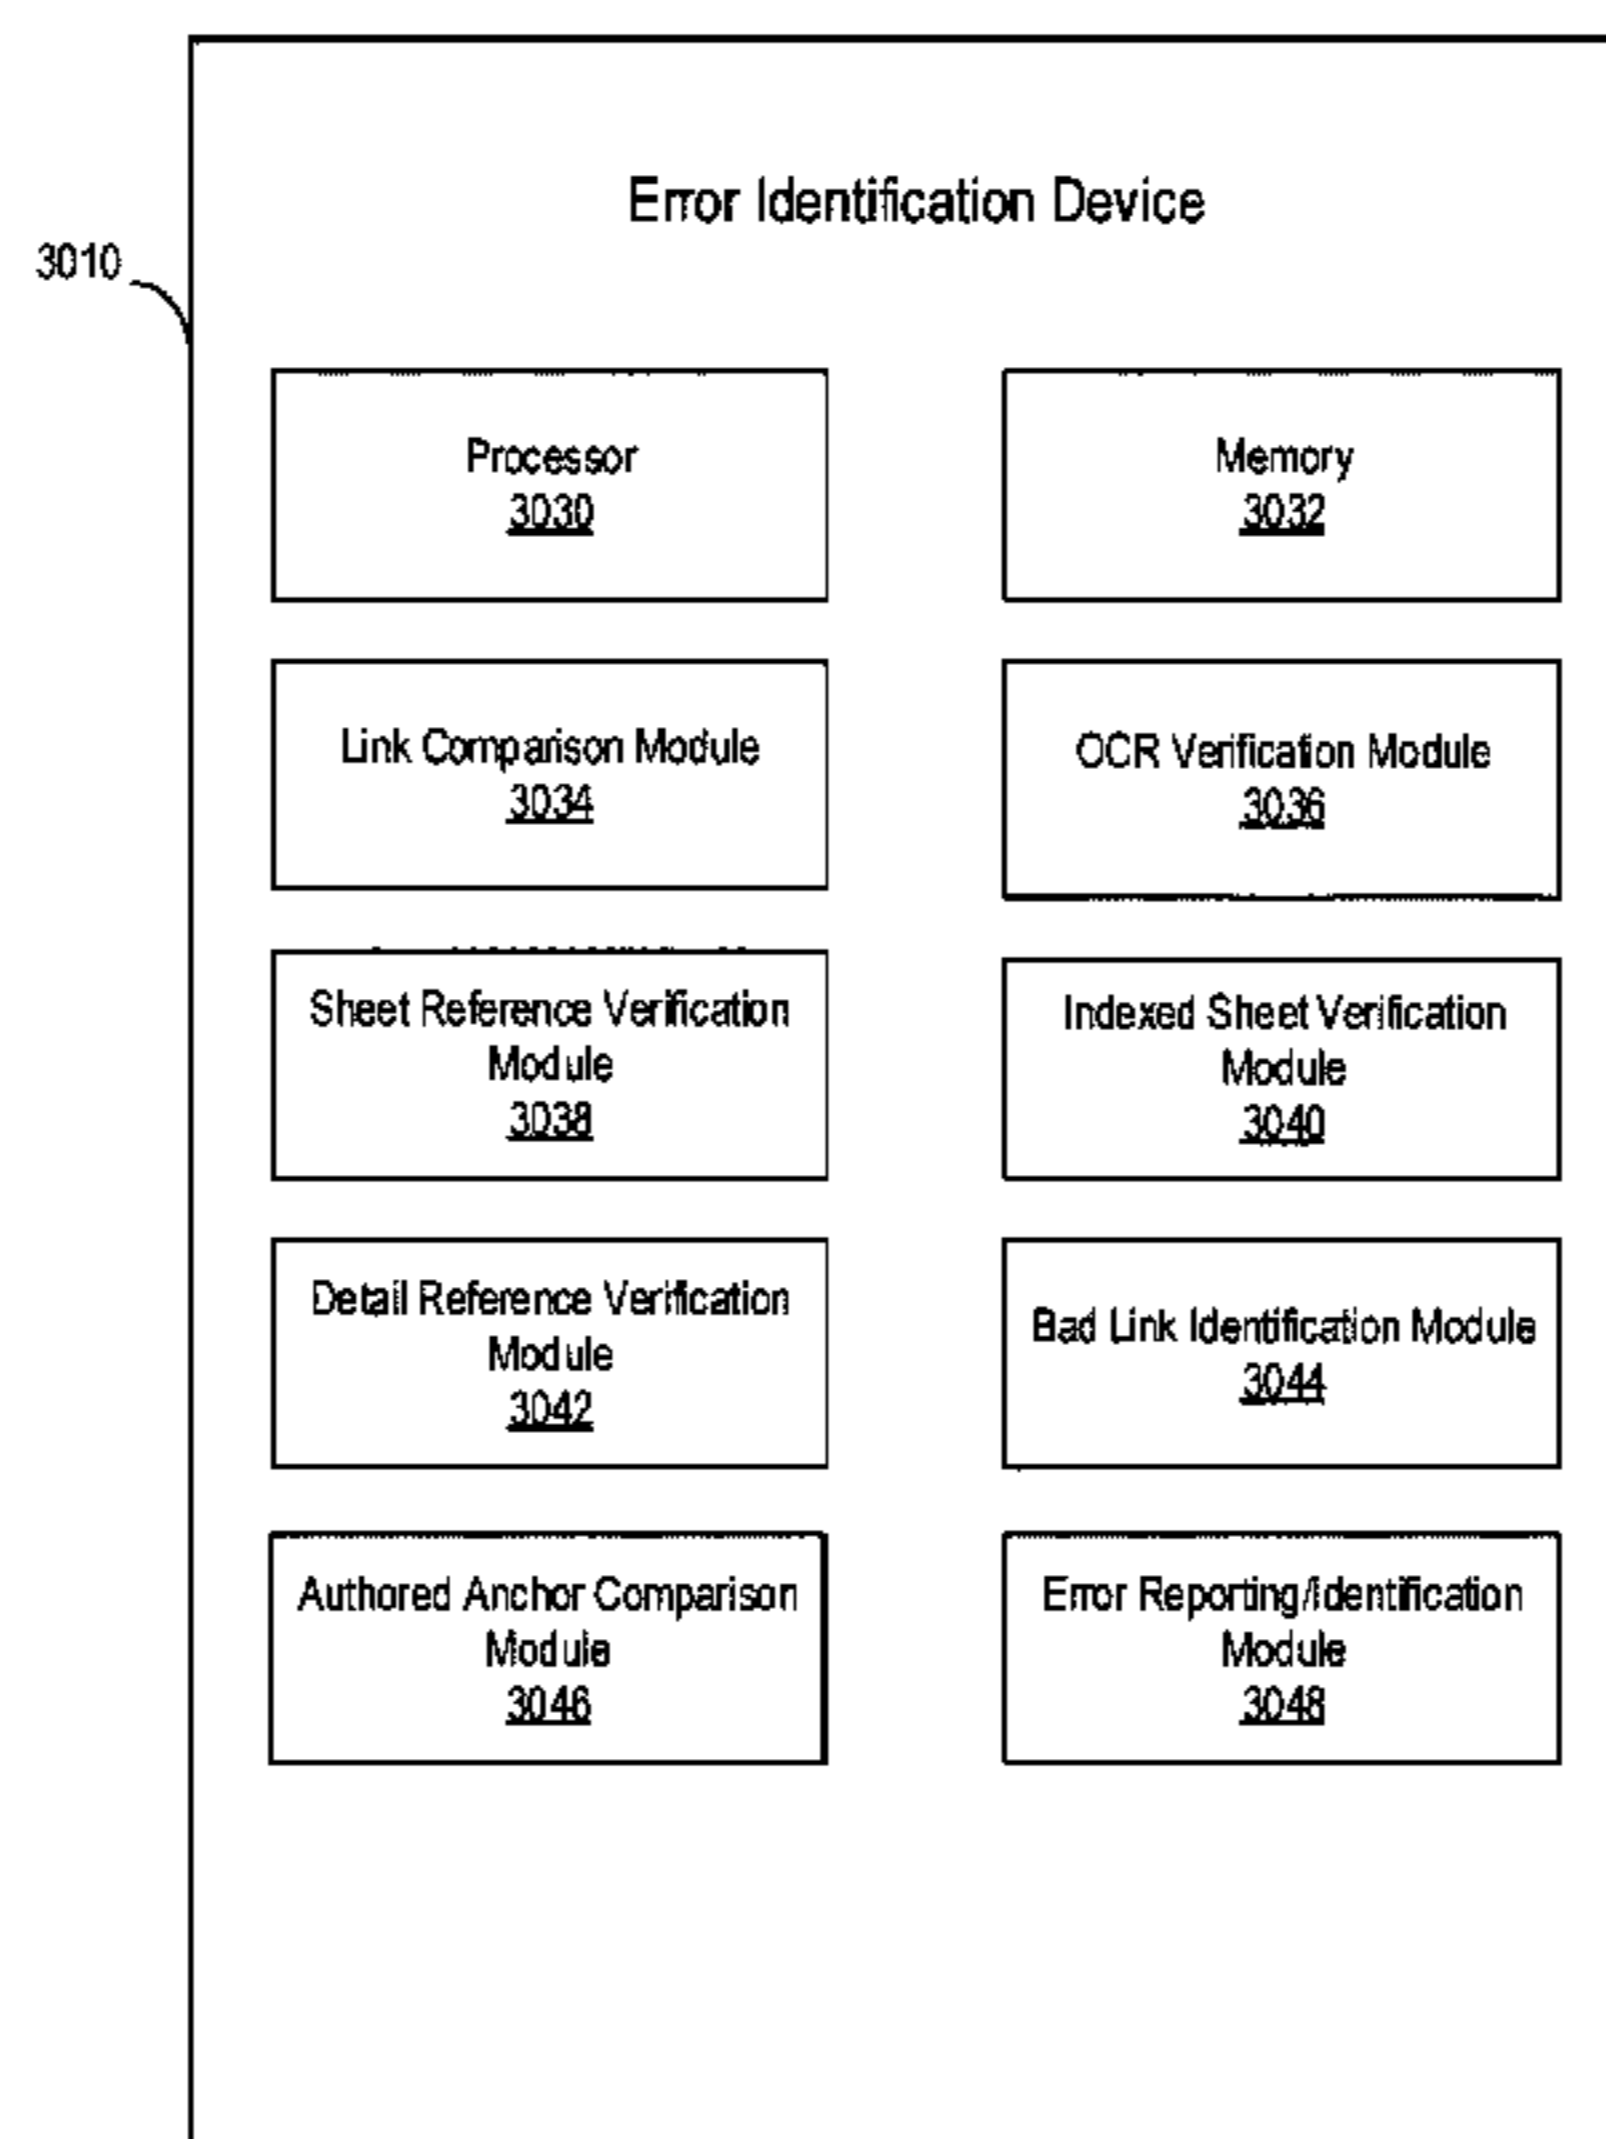 Error Identification Device
3010
Processor
3030
Memory
3032
Link Comparison Module
3034
OCR Verification Module
3036
Sheet Reference Verification
Module
3038
Indexed Sheet Verification
Module
3040
Detail Reference Verification
Module
3042
Bad Link Identification Module
3044
Authored Anchor Comparison
Module
3046
Error Reporting/Identification
Module
3048